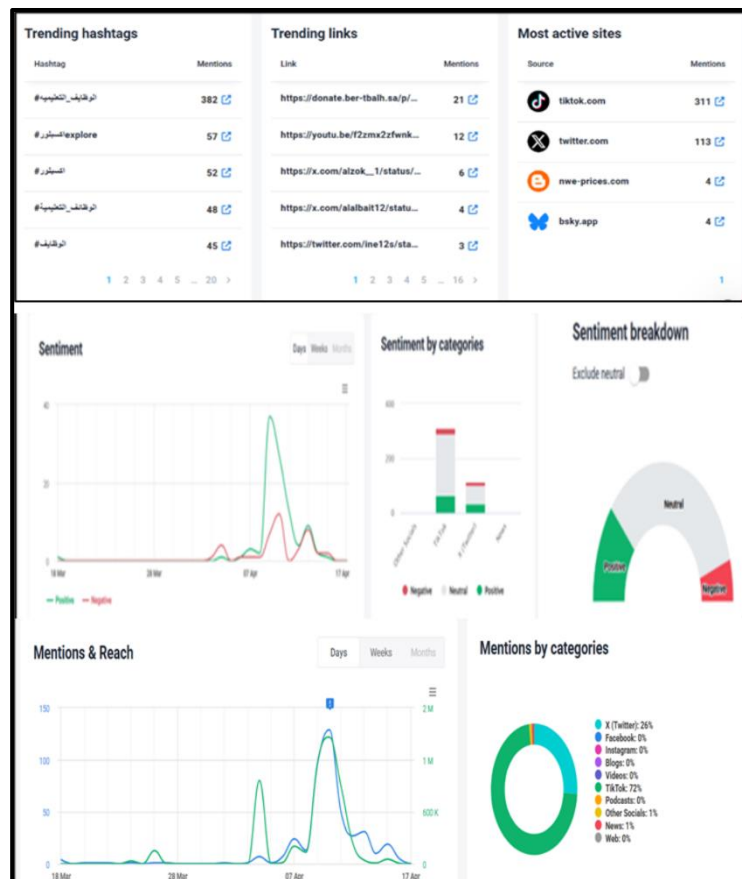 Trending hashtags
Hashtag Mentions
#الوظايف_التعليميه 382
#اكسبلورexplore 57
#اكسبلور 52
#الوظائف_التعليمية 48
#الوظايف 45
1 2 3 4 5 ... 20 >
Trending links
Link Mentions
https://donate.ber-tbalh.sa/p/... 21
https://youtu.be/f2zmx2zfwnk... 12
https://x.com/alzok__1/status/... 6
https://x.com/alalbait12/statu... 4
https://twitter.com/ine12s/sta... 3
1 2 3 4 5 ... 16 >
Most active sites
Source Mentions
tiktok.com 311
twitter.com 113
nwe-prices.com 4
bsky.app 4
1
Sentiment
Days Weeks Months
40
20
0
16 Mar 28 Mar 07 Apr 17 Apr
Positive Negative
Sentiment by categories
400
200
0
Other Socials TikTok X (Twitter) News
Negative Neutral Positive
Sentiment breakdown
Exclude neutral
Neutral
Positive
Negative
Mentions & Reach
Days Weeks Months
150 2 M
100 1 M
50 600 K
0 0
18 Mar 28 Mar 07 Apr 17 Apr
Mentions by categories
X (Twitter): 26%
Facebook: 0%
Instagram: 0%
Blogs: 0%
Videos: 0%
TikTok: 72%
Podcasts: 0%
Other Socials: 1%
News: 1%
Web: 0%